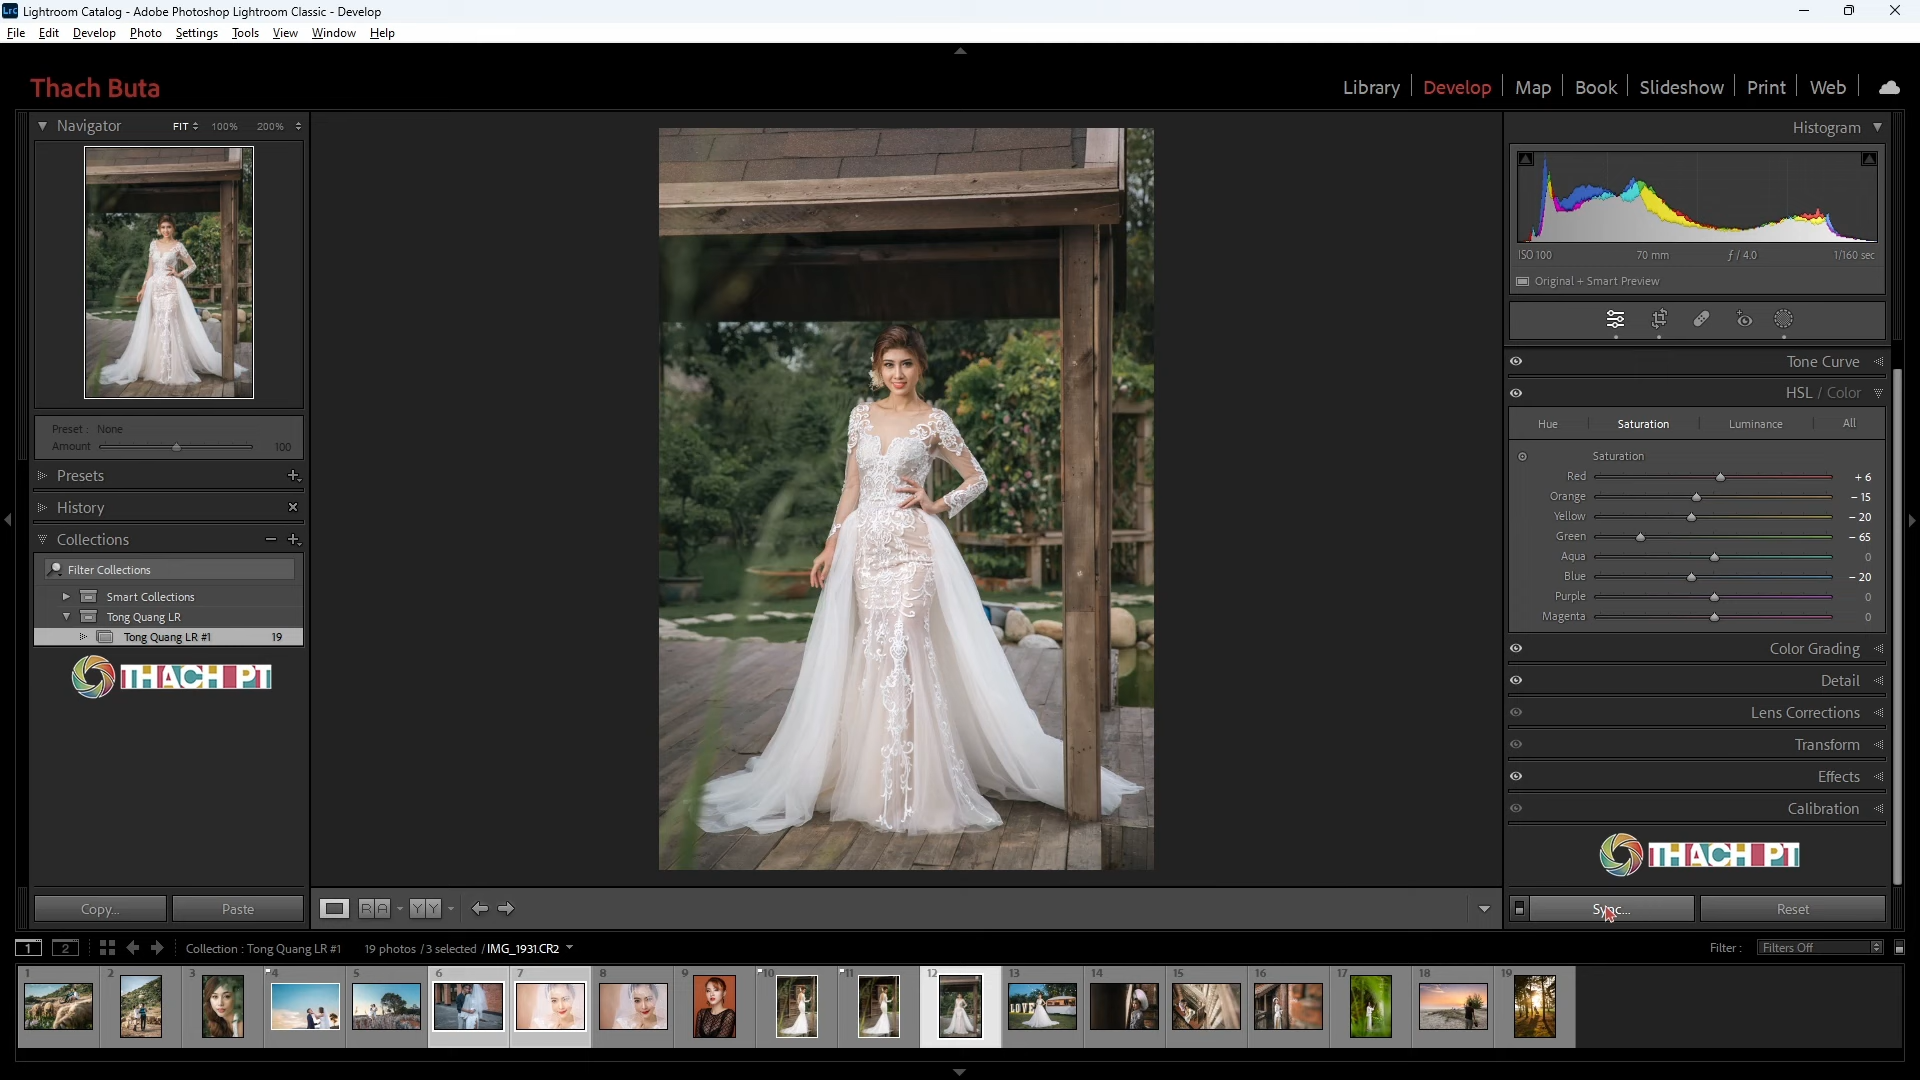 Lightroom Catalog - Adobe Photoshop Lightroom Classic - Develop
File Edit Develop Photo Settings Tools View Window Help
Thach Buta
Library Develop Map Book Slideshow Print Web
Navigator FIT 100% 200%
Preset: None
Amount 100
Presets
History
Collections
Filter Collections
Smart Collections
Tong Quang LR
Tong Quang LR #1 19
THACH PT
Copy... Paste
Histogram
ISO 100 70 mm ƒ / 4.0 1/160 sec
Original + Smart Preview
Tone Curve
HSL / Color
Hue Saturation Luminance All
Saturation
Red + 6
Orange - 15
Yellow - 20
Green - 65
Aqua 0
Blue - 20
Purple 0
Magenta 0
Color Grading
Detail
Lens Corrections
Transform
Effects
Calibration
THACH PT
Sync... Reset
R A Y Y
1 2 Collection : Tong Quang LR #1 19 photos / 3 selected / IMG_1931.CR2 Filter : Filters Off
1 2 3 4 5 6 7 8 9 10 11 12 13 14 15 16 17 18 19
LOVE